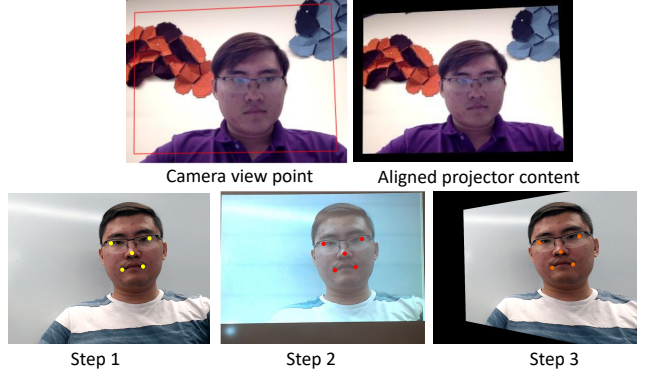 Camera view point
Aligned projector content
Step 1
Step 2
Step 3